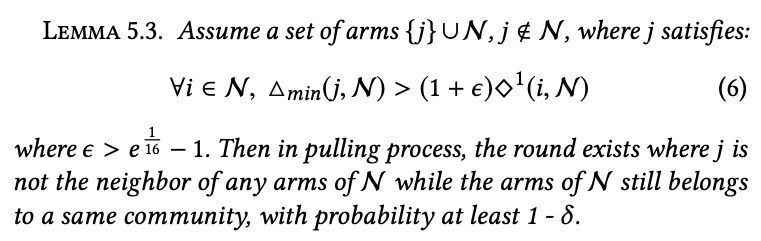 LEMMA 5.3. Assume a set of arms {j} ∪ N, j ∉ N, where j satisfies:
∀i ∈ N, △min(j, N) > (1 + ϵ)◇¹(i, N) (6)
where ϵ > e^{1/16} − 1. Then in pulling process, the round exists where j is
not the neighbor of any arms of N while the arms of N still belongs
to a same community, with probability at least 1 - δ.